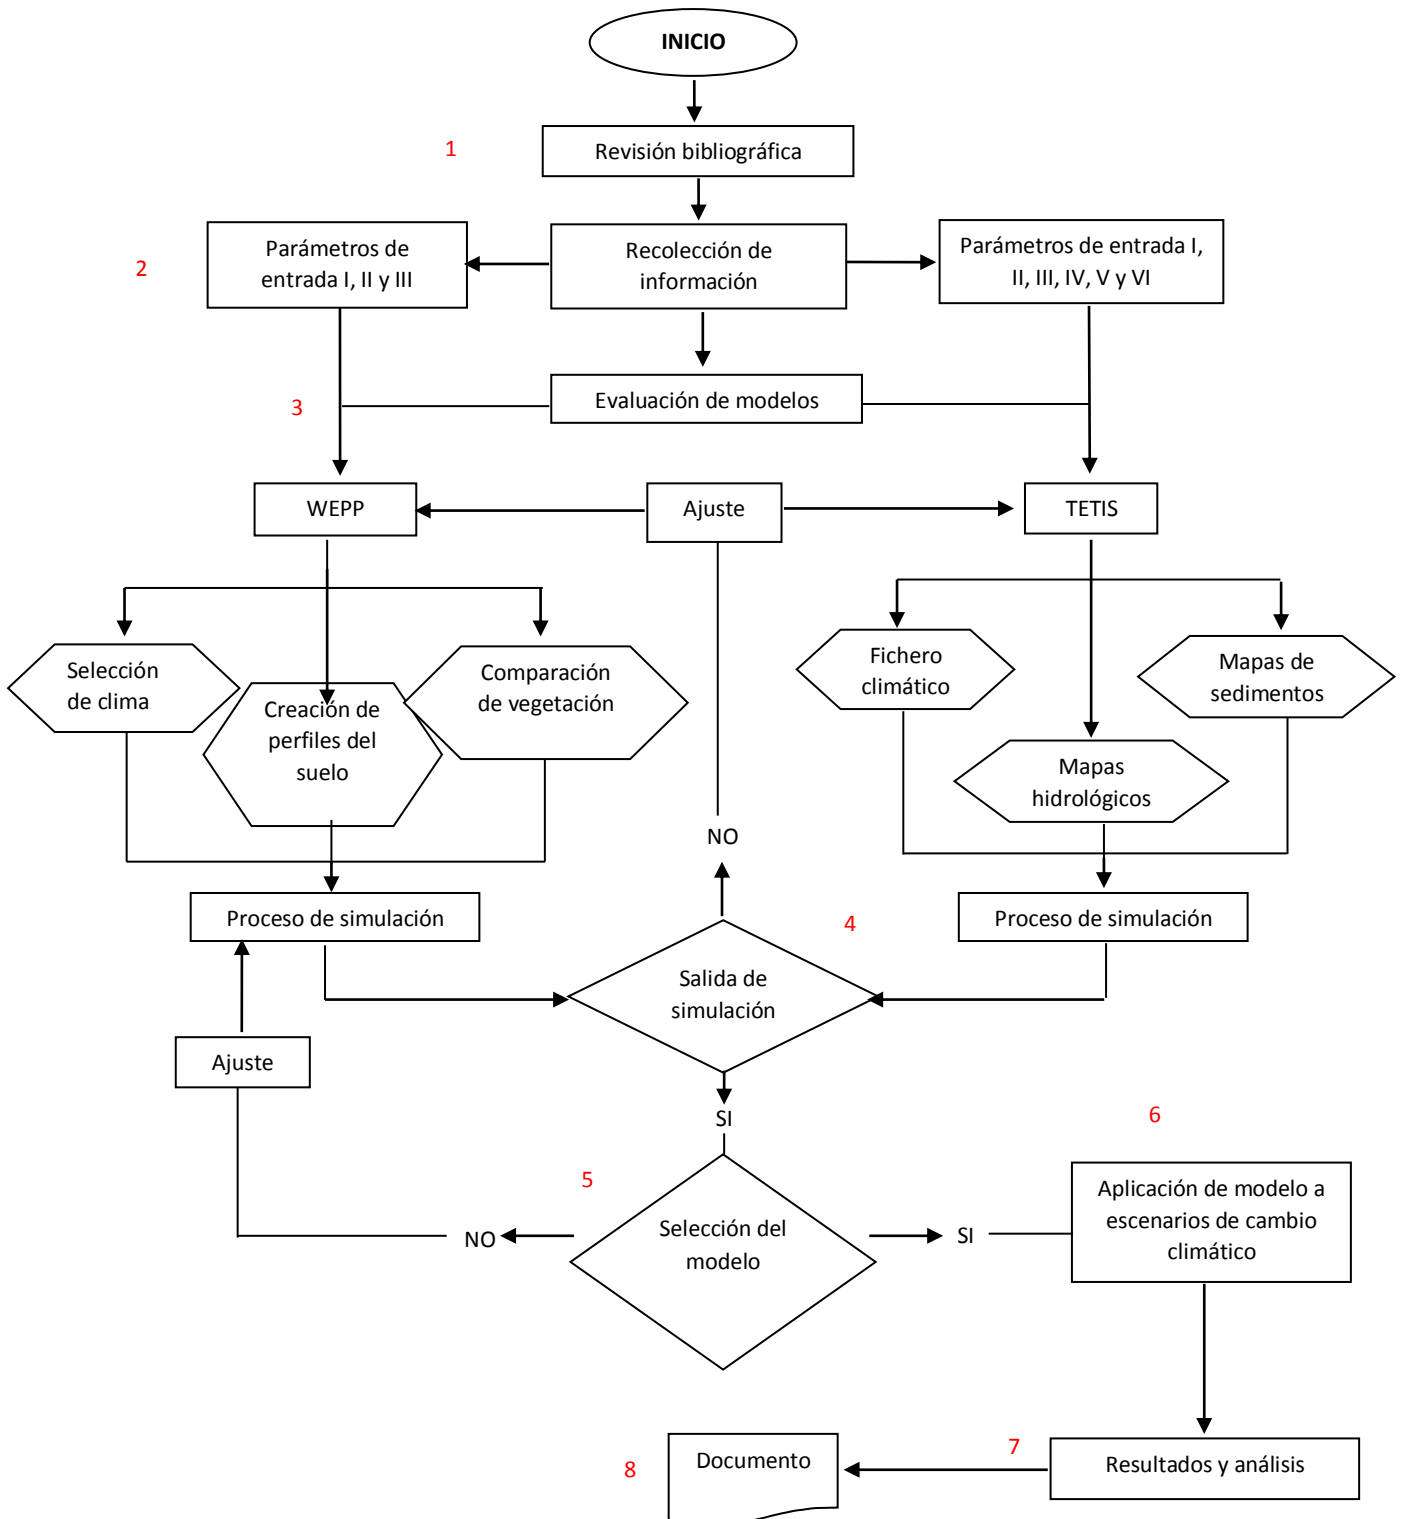 INICIO
1
Revisión bibliográfica
2
Parámetros de
entrada I, II y III
Recolección de
información
Parámetros de entrada I,
II, III, IV, V y VI
3
Evaluación de modelos
WEPP
Ajuste
TETIS
Selección
de clima
Creación de
perfiles del
suelo
Comparación
de vegetación
Fichero
climático
Mapas
hidrológicos
Mapas de
sedimentos
NO
Proceso de simulación
4
Proceso de simulación
Salida de
simulación
Ajuste
SI
5
6
Selección del
modelo
NO
SI
Aplicación de modelo a
escenarios de cambio
climático
7
Resultados y análisis
8
Documento